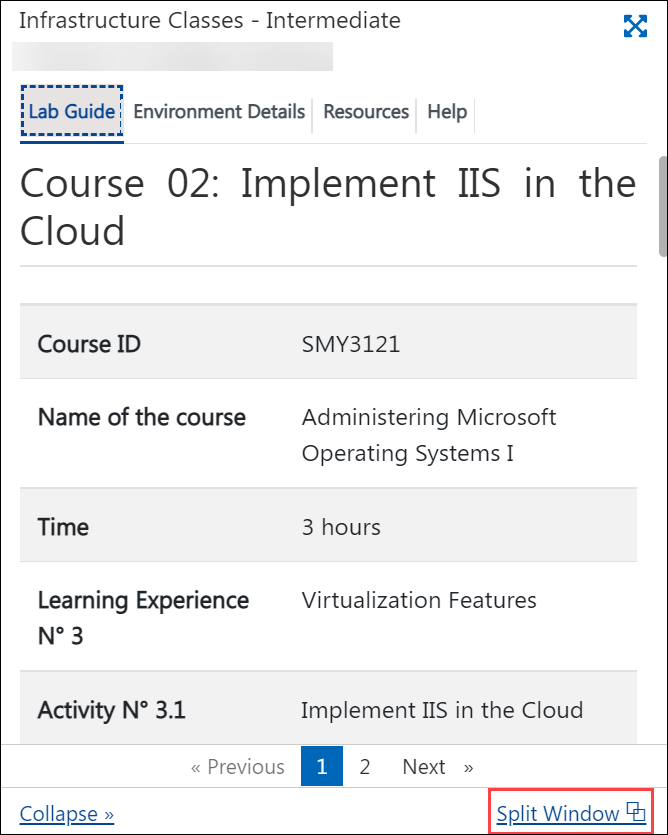 Infrastructure Classes - Intermediate
Lab Guide Environment Details Resources Help
Course 02: Implement IIS in the
Cloud
Course ID SMY3121
Name of the course Administering Microsoft
Operating Systems I
Time 3 hours
Learning Experience Virtualization Features
N° 3
Activity N° 3.1 Implement IIS in the Cloud
« Previous 1 2 Next »
Collapse » Split Window